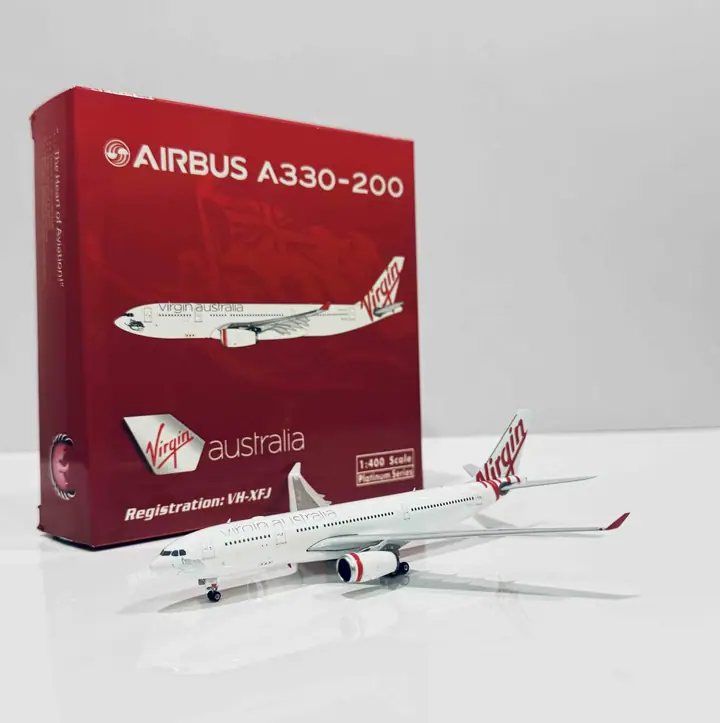 AIRBUS A330-200
"The Heart of Aviation!"
virgin australia
Virgin
Virgin australia
1:400 Scale
Platinum Series
Registration: VH-XFJ
virgin australia
Virgin